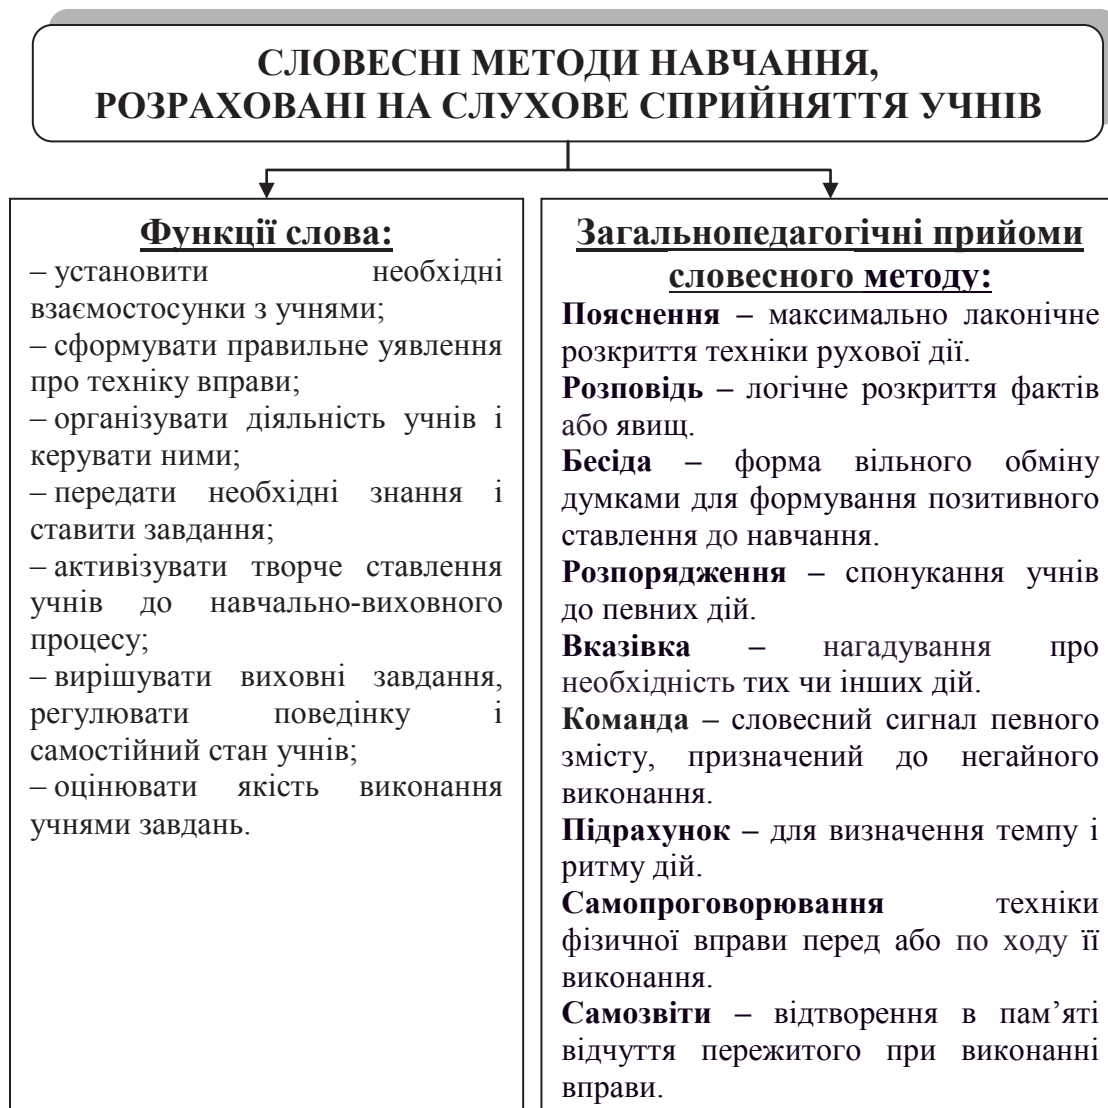 СЛОВЕСНІ МЕТОДИ НАВЧАННЯ,
РОЗРАХОВАНІ НА СЛУХОВЕ СПРИЙНЯТТЯ УЧНІВ
Функції слова:
– установити необхідні
взаємостосунки з учнями;
– сформувати правильне уявлення
про техніку вправи;
– організувати діяльність учнів і
керувати ними;
– передати необхідні знання і
ставити завдання;
– активізувати творче ставлення
учнів до навчально-виховного
процесу;
– вирішувати виховні завдання,
регулювати поведінку і
самостійний стан учнів;
– оцінювати якість виконання
учнями завдань.
Загальнопедагогічні прийоми
словесного методу:
Пояснення – максимально лаконічне
розкриття техніки рухової дії.
Розповідь – логічне розкриття фактів
або явищ.
Бесіда – форма вільного обміну
думками для формування позитивного
ставлення до навчання.
Розпорядження – спонукання учнів
до певних дій.
Вказівка – нагадування про
необхідність тих чи інших дій.
Команда – словесний сигнал певного
змісту, призначений до негайного
виконання.
Підрахунок – для визначення темпу і
ритму дій.
Самопроговорювання техніки
фізичної вправи перед або по ходу її
виконання.
Самозвіти – відтворення в пам’яті
відчуття пережитого при виконанні
вправи.